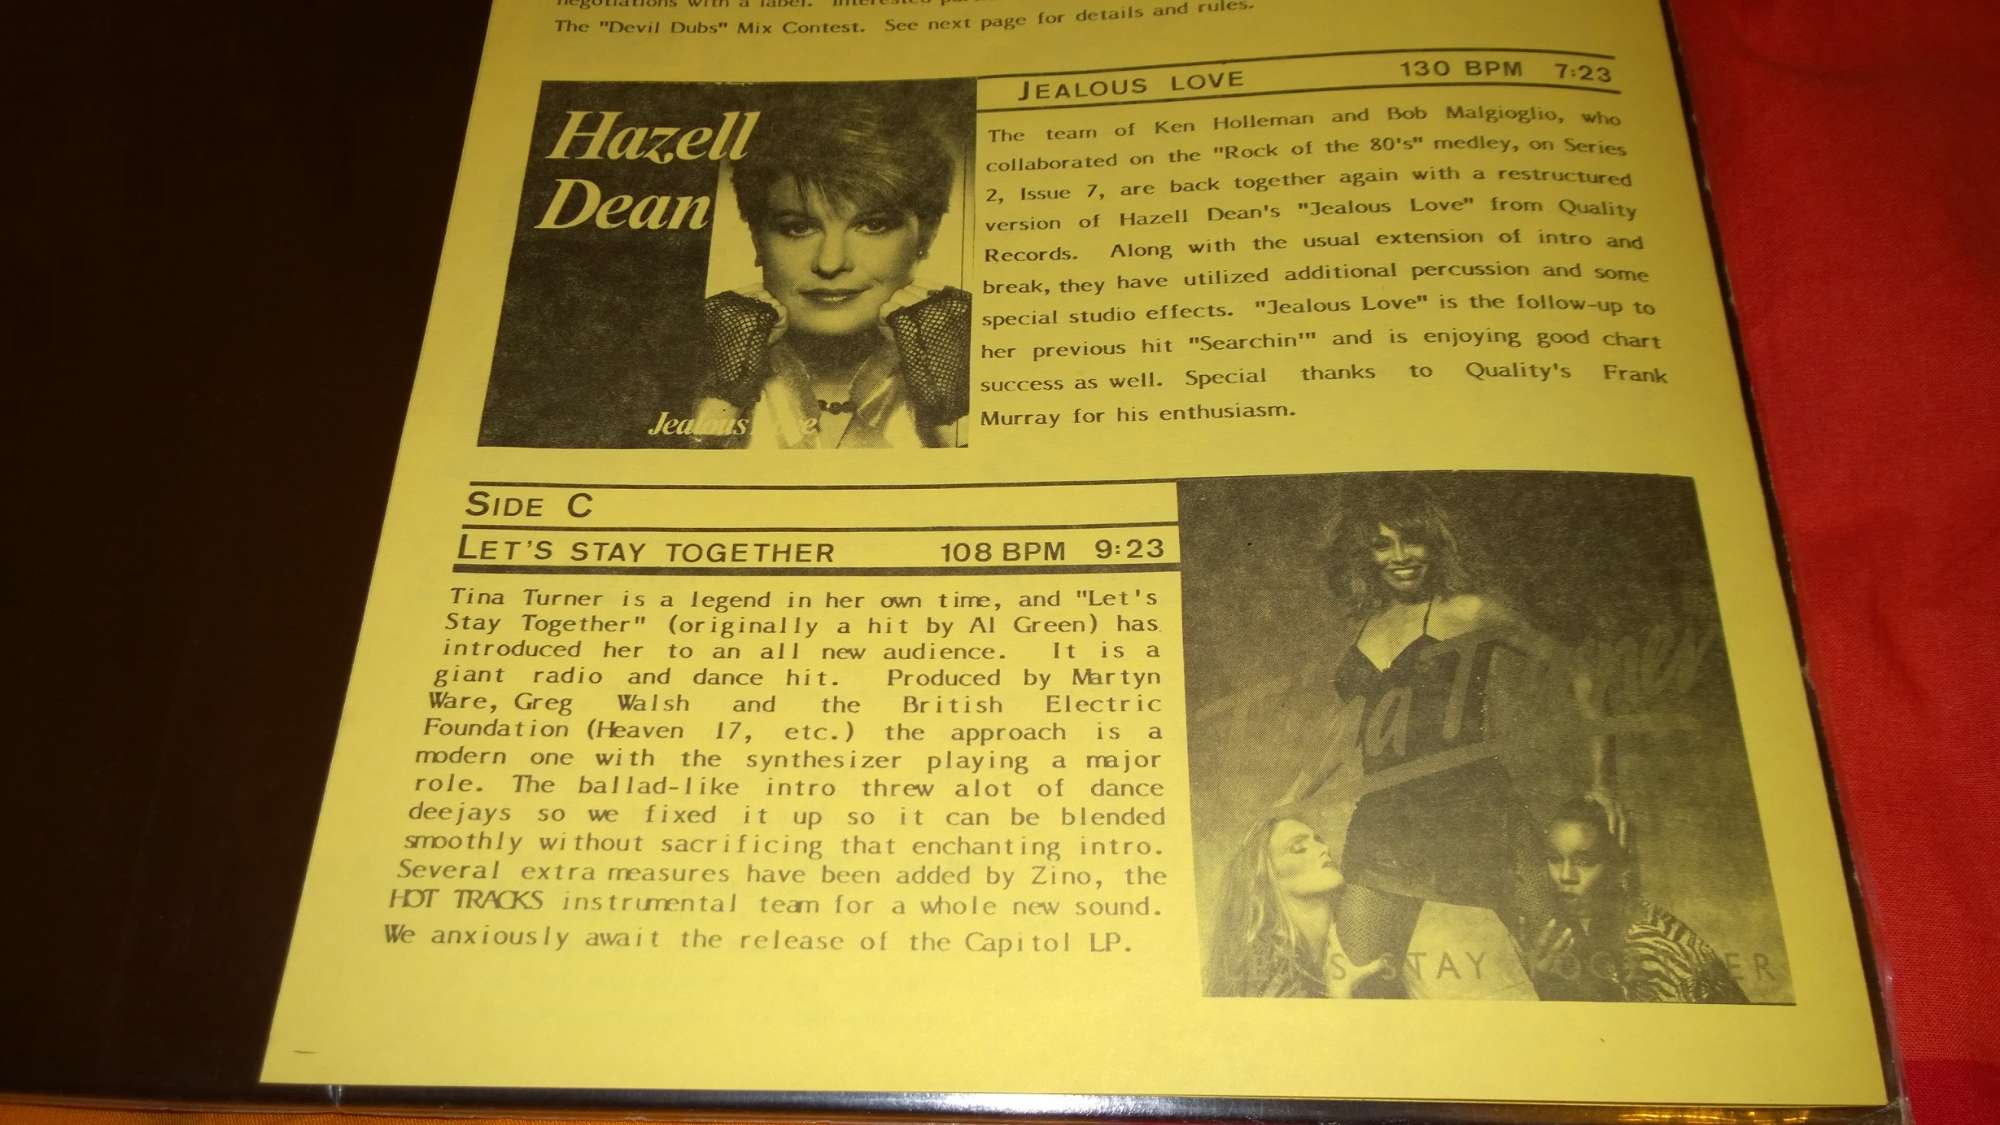 negotiations with a label. Interested
The "Devil Dubs" Mix Contest. See next page for details and rules.
Hazell
Dean
Jealous
JEALOUS LOVE 130 BPM 7:23
The team of Ken Holleman and Bob Malgioglio, who
collaborated on the "Rock of the 80's" medley, on Series
2, Issue 7, are back together again with a restructured
version of Hazell Dean's "Jealous Love" from Quality
Records. Along with the usual extension of intro and
break, they have utilized additional percussion and some
special studio effects. "Jealous Love" is the follow-up to
her previous hit "Searchin'" and is enjoying good chart
success as well. Special thanks to Quality's Frank
Murray for his enthusiasm.
SIDE C
LET'S STAY TOGETHER 108 BPM 9:23
Tina Turner is a legend in her own time, and "Let's
Stay Together" (originally a hit by Al Green) has
introduced her to an all new audience. It is a
giant radio and dance hit. Produced by Martyn
Ware, Greg Walsh and the British Electric
Foundation (Heaven 17, etc.) the approach is a
modern one with the synthesizer playing a major
role. The ballad-like intro threw alot of dance
deejays so we fixed it up so it can be blended
smoothly without sacrificing that enchanting intro.
Several extra measures have been added by Zino, the
HOT TRACKS instrumental team for a whole new sound.
We anxiously await the release of the Capitol LP.
Tina Turner
LET'S STAY TOGETHER